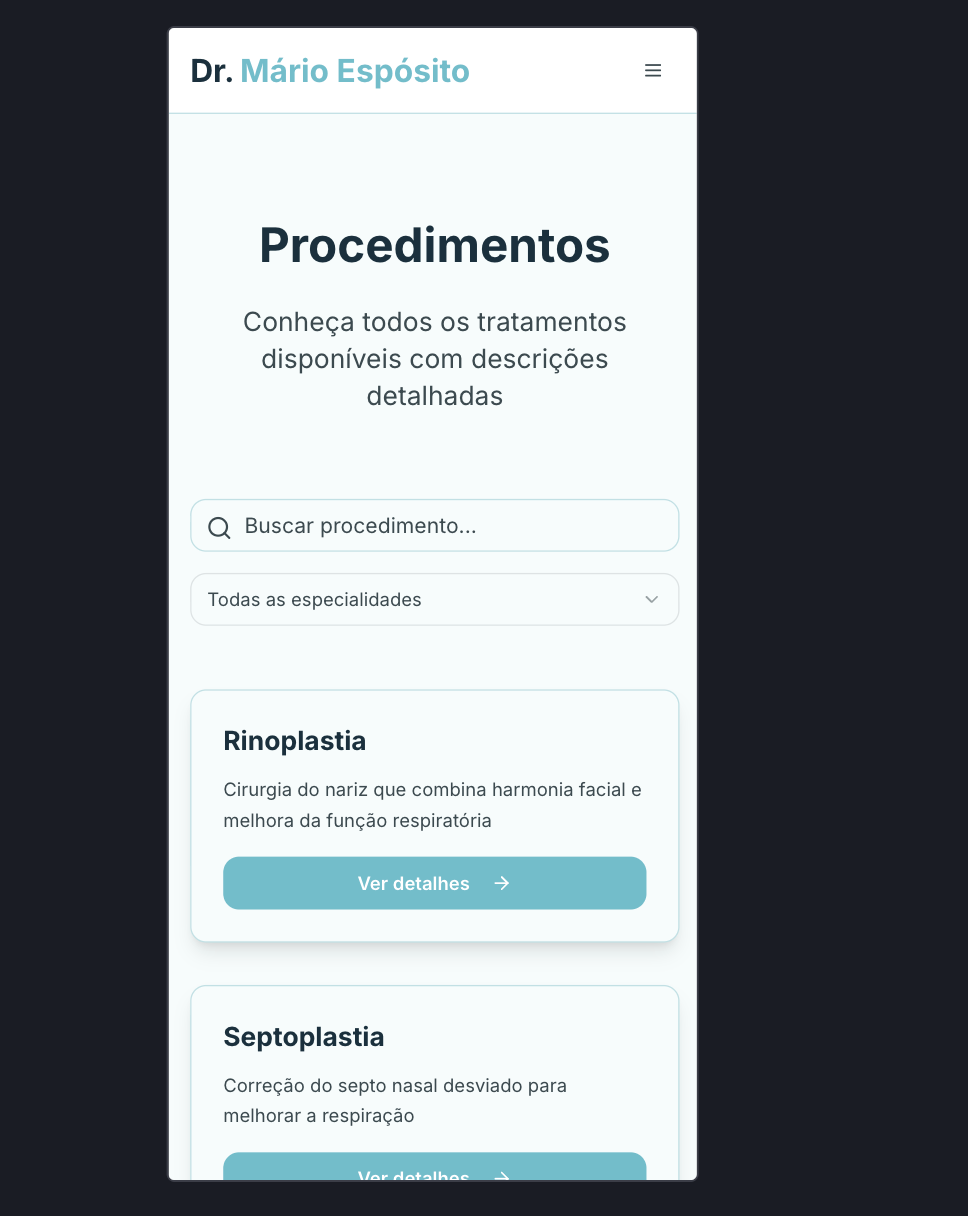 Dr. Mário Espósito
Procedimentos
Conheça todos os tratamentos
disponíveis com descrições
detalhadas
Buscar procedimento...
Todas as especialidades
Rinoplastia
Cirurgia do nariz que combina harmonia facial e
melhora da função respiratória
Ver detalhes
Septoplastia
Correção do septo nasal desviado para
melhorar a respiração
Ver detalhes